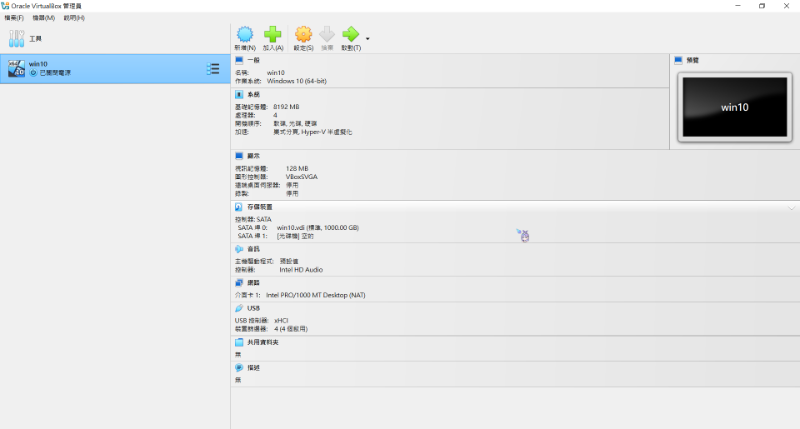 Oracle VirtualBox 管理員
檔案(F) 機器(M) 說明(H)
工具
新增(N) 加入(A) 設定(S) 捨棄 啟動(T)
win10
已關閉電源
一般
名稱: win10
作業系統: Windows 10 (64-bit)
預覽
win10
系統
基礎記憶體: 8192 MB
處理器: 4
開機順序: 軟碟, 光碟, 硬碟
加速: 巢式分頁, Hyper-V 半虛擬化
顯示
視訊記憶體: 128 MB
圖形控制器: VBoxSVGA
遠端桌面伺服器: 停用
錄製: 停用
存儲裝置
控制器: SATA
SATA 埠 0: win10.vdi (標準, 1000.00 GB)
SATA 埠 1: [光碟機] 空的
音訊
主機驅動程式: 預設值
控制器: Intel HD Audio
網路
介面卡 1: Intel PRO/1000 MT Desktop (NAT)
USB
USB 控制器: xHCI
裝置篩選器: 4 (4 個啟用)
共用資料夾
無
描述
無